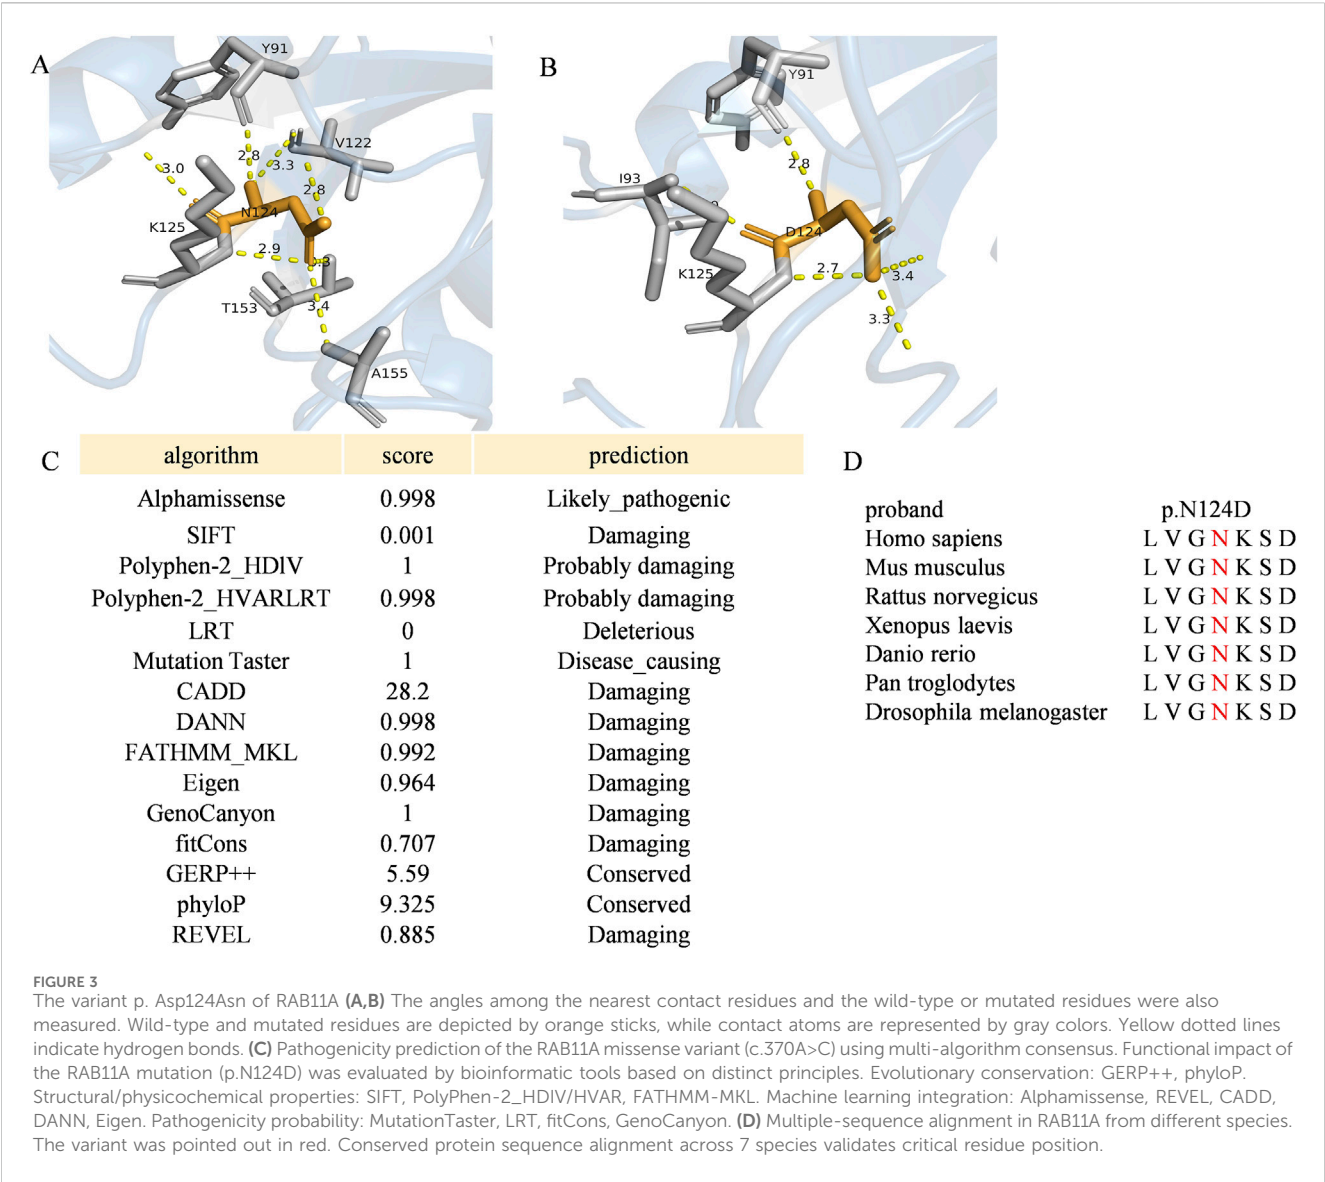 A
Y91
2.8
3.3
V122
3.0
2.8
N124
K125
2.9
3.3
T153
3.4
A155
B
Y91
2.8
I93
D124
K125
2.7
3.4
3.3
C
algorithm score prediction
Alphamissense 0.998 Likely_pathogenic
SIFT 0.001 Damaging
Polyphen-2_HDIV 1 Probably damaging
Polyphen-2_HVARLRT 0.998 Probably damaging
LRT 0 Deleterious
Mutation Taster 1 Disease_causing
CADD 28.2 Damaging
DANN 0.998 Damaging
FATHMM_MKL 0.992 Damaging
Eigen 0.964 Damaging
GenoCanyon 1 Damaging
fitCons 0.707 Damaging
GERP++ 5.59 Conserved
phyloP 9.325 Conserved
REVEL 0.885 Damaging
D
proband p.N124D
Homo sapiens L V G N K S D
Mus musculus L V G N K S D
Rattus norvegicus L V G N K S D
Xenopus laevis L V G N K S D
Danio rerio L V G N K S D
Pan troglodytes L V G N K S D
Drosophila melanogaster L V G N K S D
FIGURE 3
The variant p. Asp124Asn of RAB11A (A,B) The angles among the nearest contact residues and the wild-type or mutated residues were also
measured. Wild-type and mutated residues are depicted by orange sticks, while contact atoms are represented by gray colors. Yellow dotted lines
indicate hydrogen bonds. (C) Pathogenicity prediction of the RAB11A missense variant (c.370A>C) using multi-algorithm consensus. Functional impact of
the RAB11A mutation (p.N124D) was evaluated by bioinformatic tools based on distinct principles. Evolutionary conservation: GERP++, phyloP.
Structural/physicochemical properties: SIFT, PolyPhen-2_HDIV/HVAR, FATHMM-MKL. Machine learning integration: Alphamissense, REVEL, CADD,
DANN, Eigen. Pathogenicity probability: MutationTaster, LRT, fitCons, GenoCanyon. (D) Multiple-sequence alignment in RAB11A from different species.
The variant was pointed out in red. Conserved protein sequence alignment across 7 species validates critical residue position.